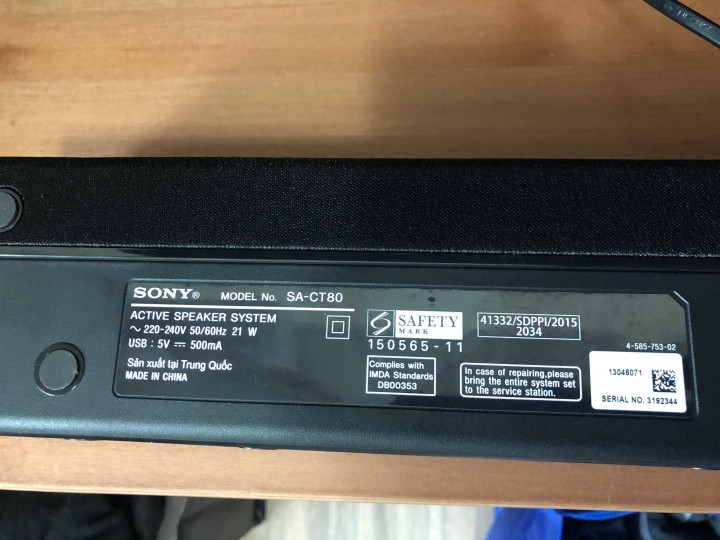 SONY® MODEL No. SA-CT80
ACTIVE SPEAKER SYSTEM
~ 220-240V 50/60Hz 21 W
USB : 5V ⎓ 500mA
Sản xuất tại Trung Quốc
MADE IN CHINA
SAFETY
MARK
150565-11
Complies with
IMDA Standards
DB00353
41332/SDPPI/2015
2034
In case of repairing,please
bring the entire system set
to the service station.
4-585-753-02
13046071
SERIAL NO. 3192344